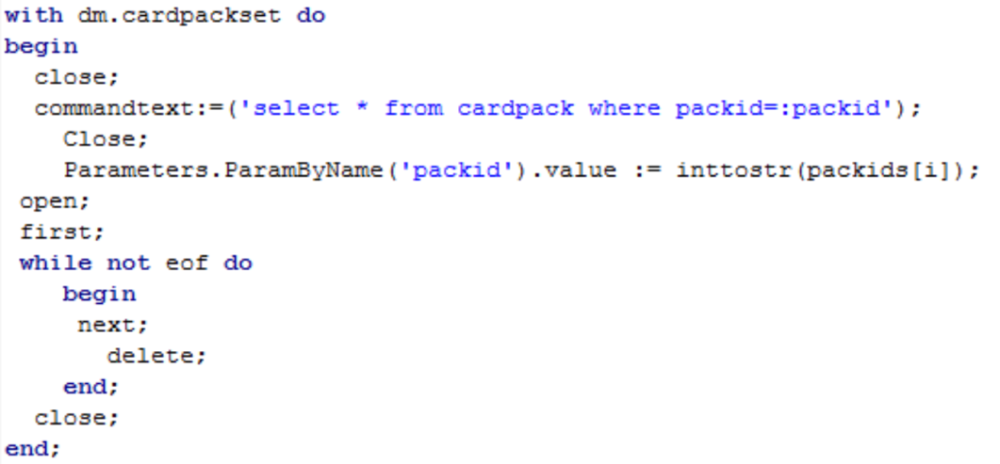 with dm.cardpackset do
begin
  close;
  commandtext:=('select * from cardpack where packid=:packid');
    Close;
    Parameters.ParamByName('packid').value := inttostr(packids[i]);
 open;
 first;
 while not eof do
    begin
     next;
       delete;
    end;
  close;
end;